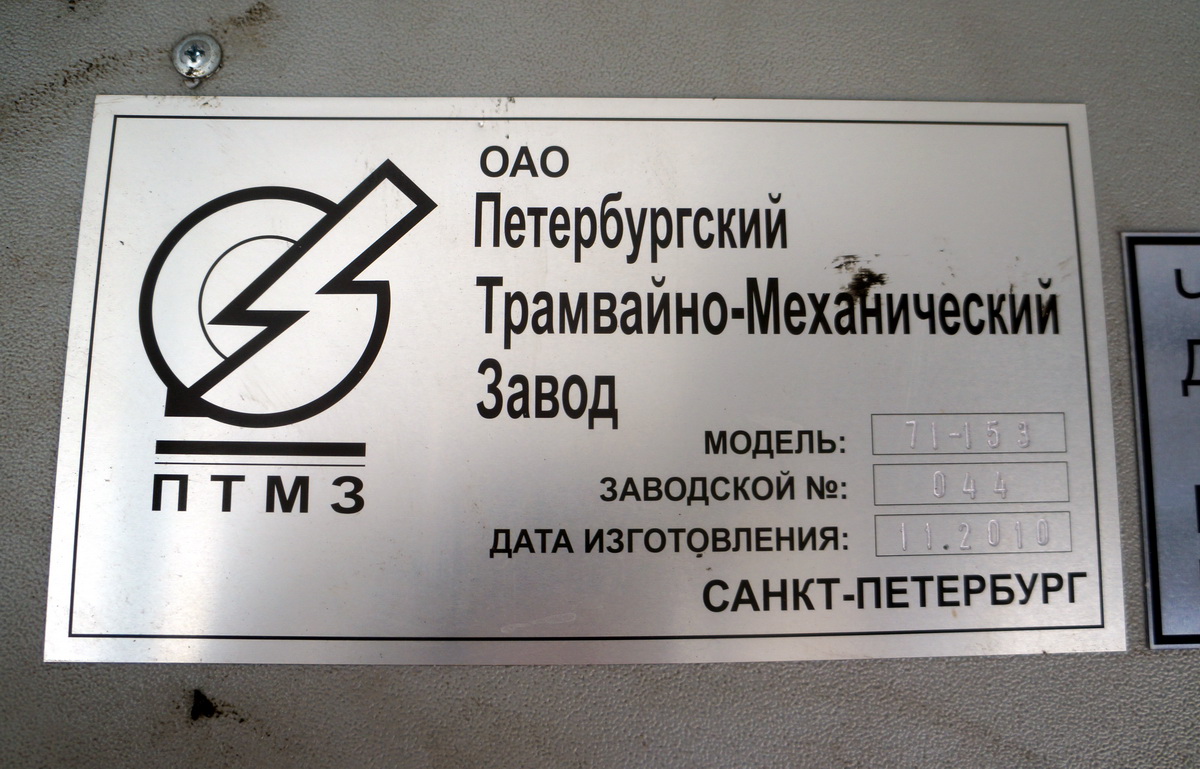 ОАО
Петербургский
Трамвайно-Механический
Завод
ПТМЗ
МОДЕЛЬ: 71-153
ЗАВОДСКОЙ №: 044
ДАТА ИЗГОТОВЛЕНИЯ: 11.2010
САНКТ-ПЕТЕРБУРГ